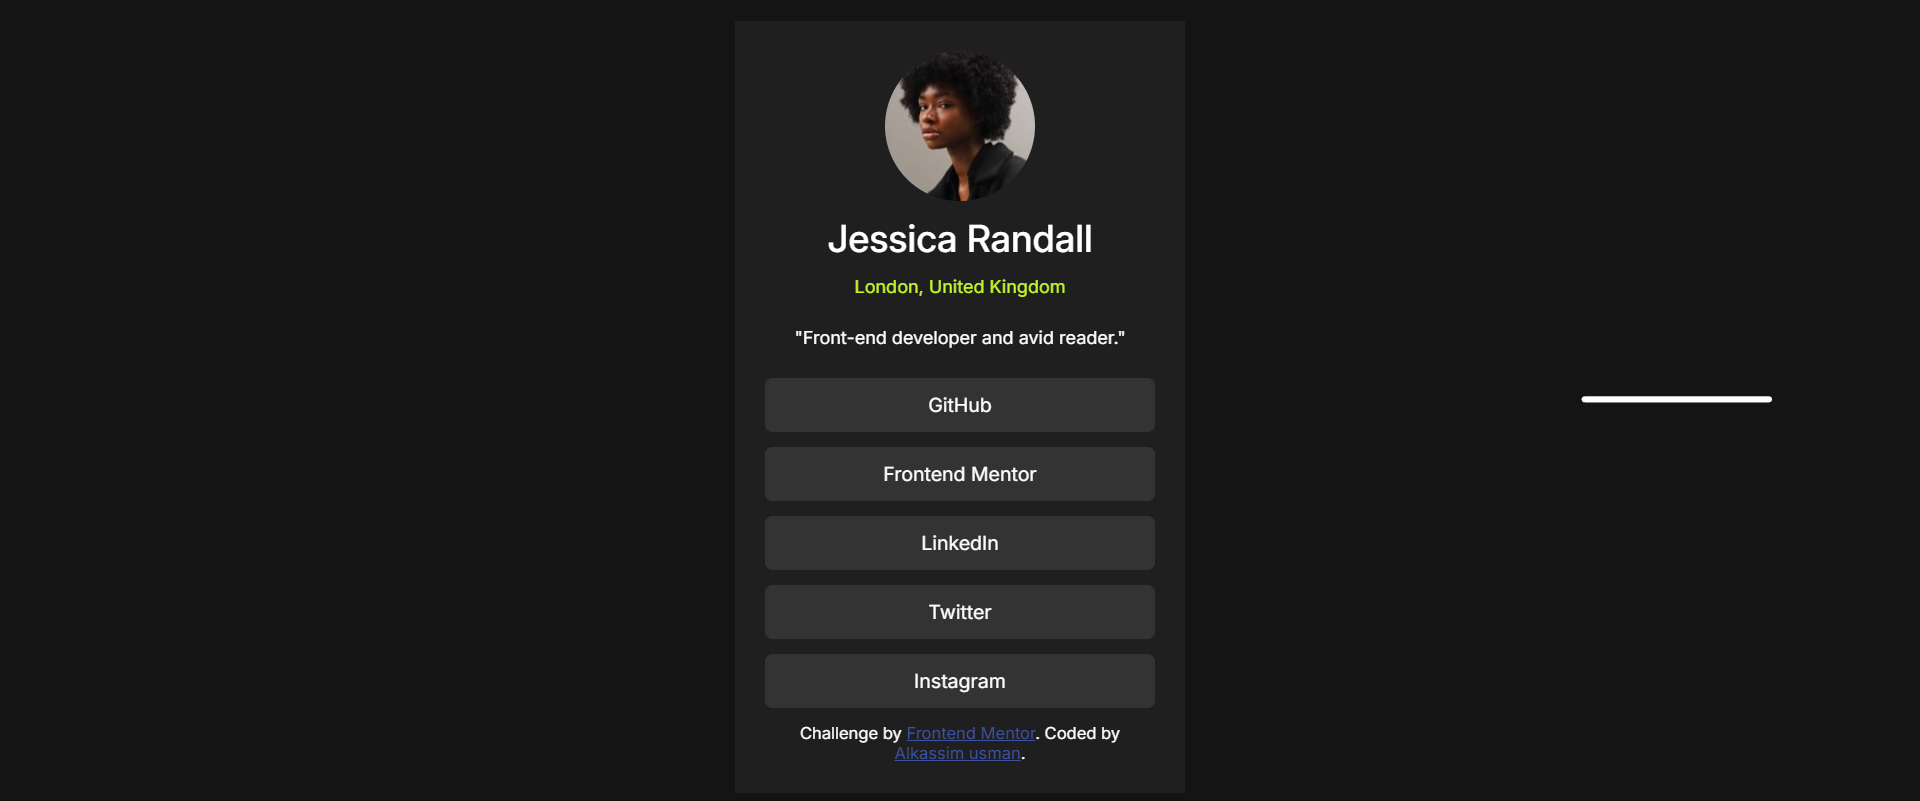 Jessica Randall
London, United Kingdom
"Front-end developer and avid reader."
GitHub
Frontend Mentor
LinkedIn
Twitter
Instagram
Challenge by Frontend Mentor. Coded by
Alkassim usman.